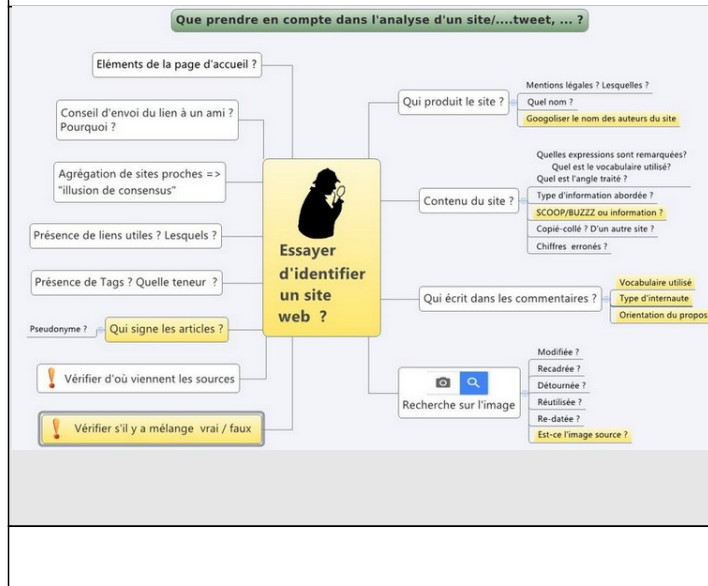 Que prendre en compte dans l'analyse d'un site/....tweet, ... ?
Eléments de la page d'accueil ?
Conseil d'envoi du lien à un ami ?
Pourquoi ?
Agrégation de sites proches =>
"illusion de consensus"
Présence de liens utiles ? Lesquels ?
Présence de Tags ? Quelle teneur ?
Pseudonyme ?
Qui signe les articles ?
Vérifier d'où viennent les sources
Vérifier s'il y a mélange vrai / faux
Essayer
d'identifier
un site
web ?
Qui produit le site ?
Mentions légales ? Lesquelles ?
Quel nom ?
Googoliser le nom des auteurs du site
Contenu du site ?
Quelles expressions sont remarquées?
Quel est le vocabulaire utilisé?
Quel est l'angle traité ?
Type d'information abordée ?
SCOOP/BUZZZ ou information ?
Copié-collé ? D'un autre site ?
Chiffres erronés ?
Qui écrit dans les commentaires ?
Vocabulaire utilisé
Type d'internaute
Orientation du propos
Recherche sur l'image
Modifiée ?
Recadrée ?
Détournée ?
Réutilisée ?
Re-datée ?
Est-ce l'image source ?